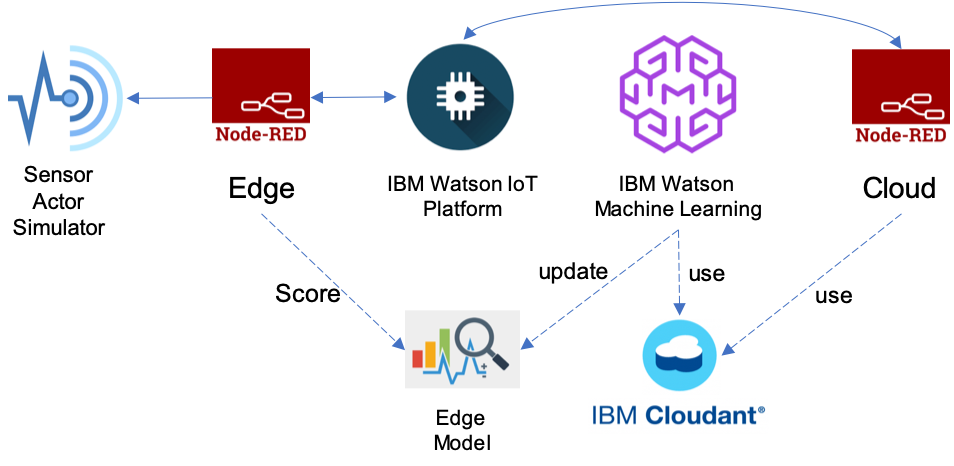 Node-RED
Node-RED
Sensor
Actor
Simulator
Edge
IBM Watson IoT
Platform
IBM Watson
Machine Learning
Cloud
Score
update
use
use
Edge
Model
IBM Cloudant®